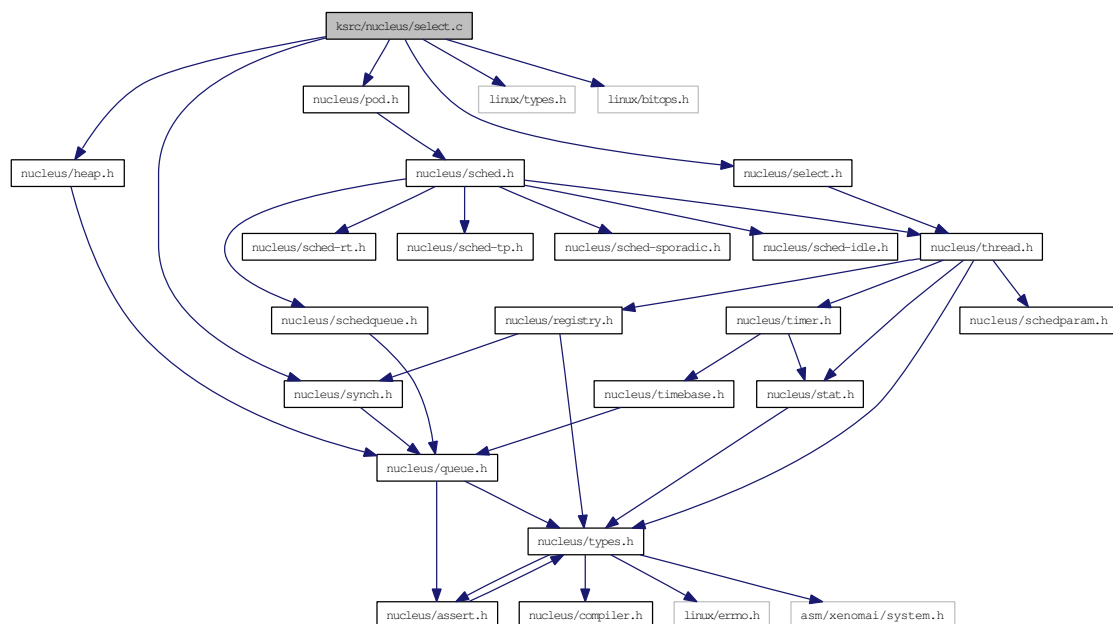 ksrc/nucleus/select.c
nucleus/pod.h
linux/types.h
linux/bitops.h
nucleus/heap.h
nucleus/sched.h
nucleus/select.h
nucleus/sched-rt.h
nucleus/sched-tp.h
nucleus/sched-sporadic.h
nucleus/sched-idle.h
nucleus/thread.h
nucleus/schedqueue.h
nucleus/registry.h
nucleus/timer.h
nucleus/schedparam.h
nucleus/synch.h
nucleus/timebase.h
nucleus/stat.h
nucleus/queue.h
nucleus/types.h
nucleus/assert.h
nucleus/compiler.h
linux/errno.h
asm/xenomai/system.h